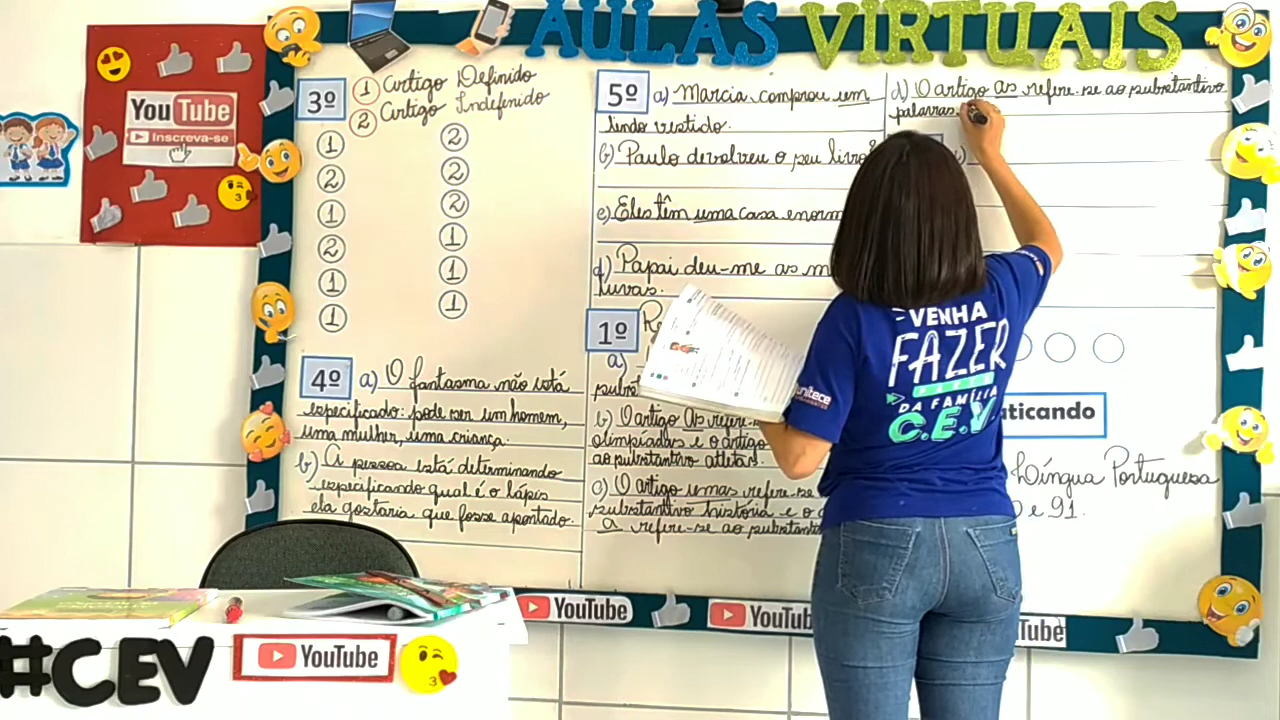 AULAS VIRTUAIS
YouTube
Inscreva-se
3º
1 Artigo Definido
2 Artigo Indefinido
1 2
2 2
1 2
2 1
1 1
1 1
4º a) O fantasma não está
especificado: pode ser um homem,
uma mulher, uma criança.
b) A pessoa está determinando
especificando qual é o lápis
ela gostaria que fosse apontado.
5º a) Marcia comprou um
lindo vestido.
b) Paulo devolveu o seu livro
c) Eles têm uma casa
d) Papai deu-me as
luvas.
1º
a)
b) O artigo as
olimpíadas e o artigo
ao substantivo atletas.
c) O artigo umas refere-se
substantivo história e o
a refere-se ao
d) O artigo as refere-se ao substantivo
palavras.
ticando
Língua Portuguesa
e 91.
VENHA
FAZER
PARTE
DA FAMÍLIA
C.E.V
unitece
#CEV
YouTube
YouTube
YouTu
Tube